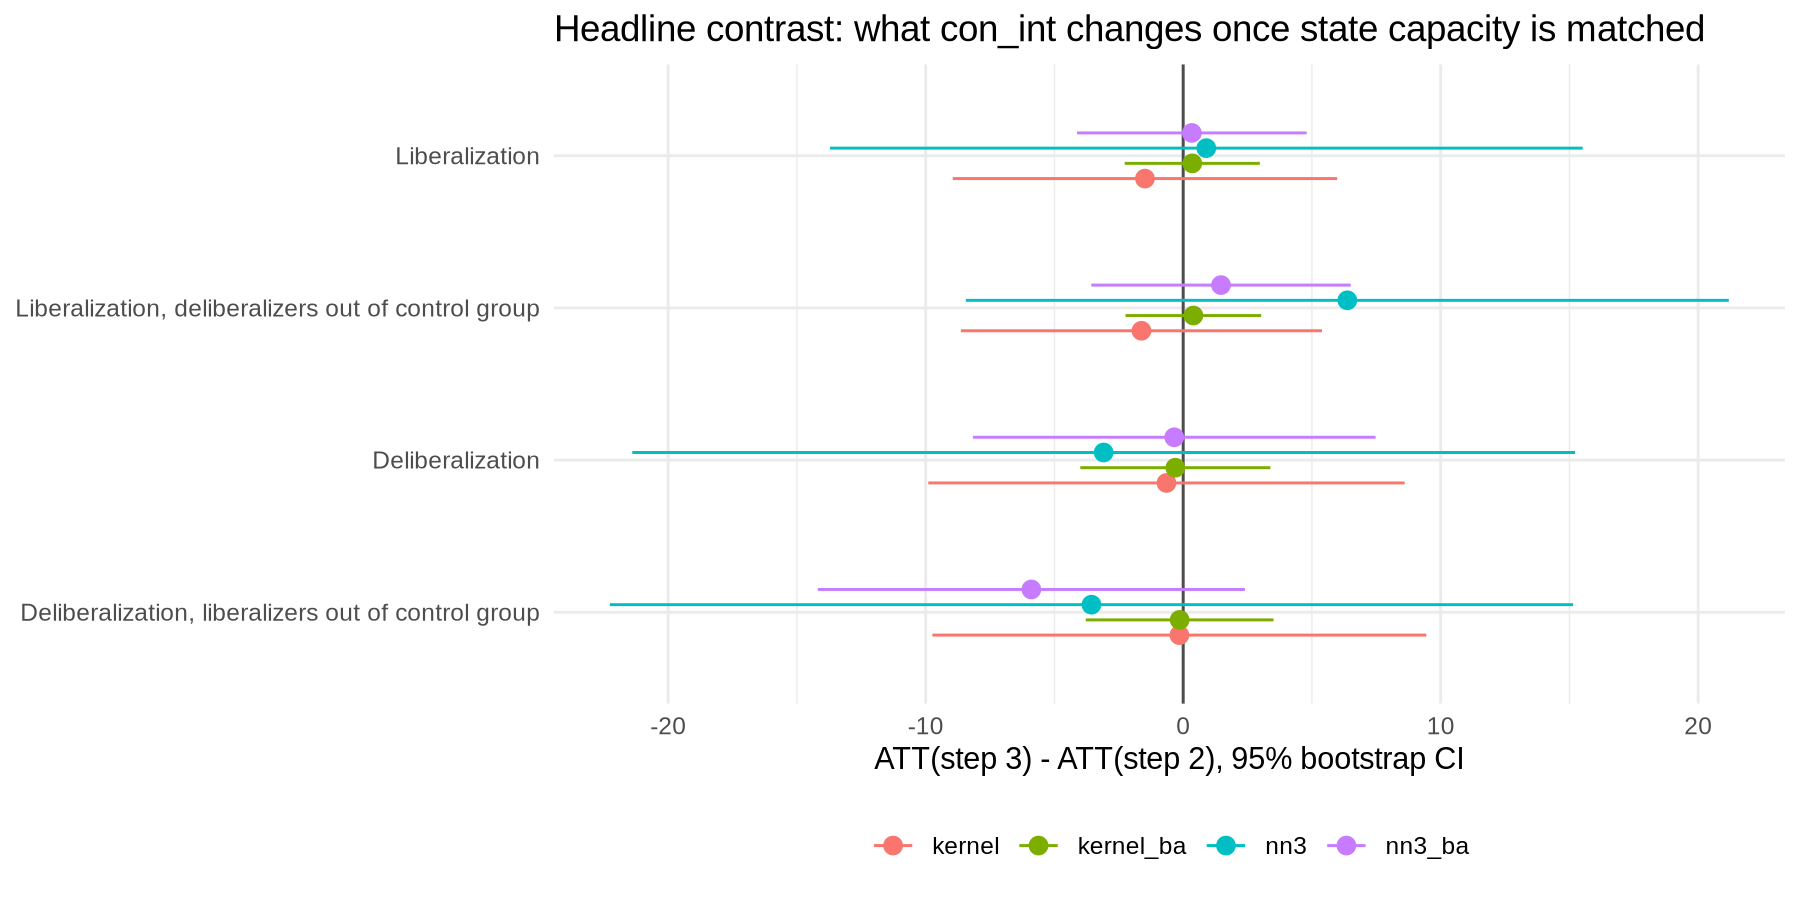 Headline contrast: what con_int changes once state capacity is matched
Liberalization
Liberalization, deliberalizers out of control group
Deliberalization
Deliberalization, liberalizers out of control group
-20 -10 0 10 20
ATT(step 3) - ATT(step 2), 95% bootstrap CI
kernel kernel_ba nn3 nn3_ba